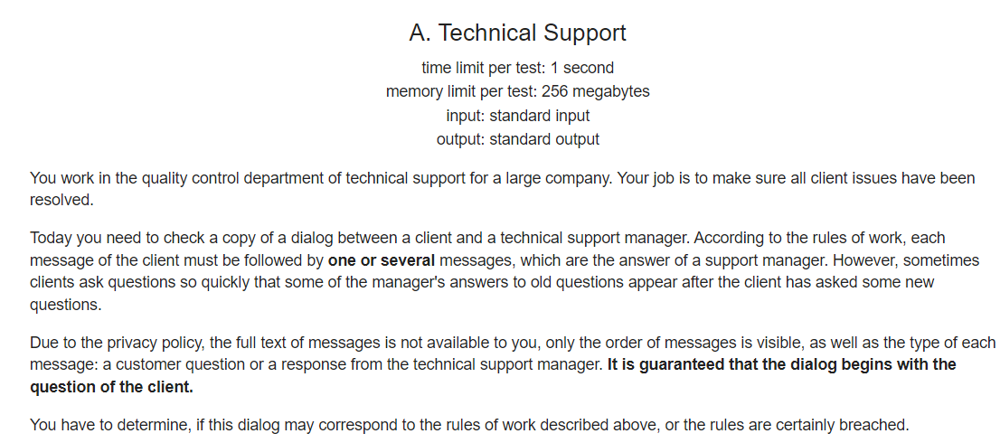 A. Technical Support
time limit per test: 1 second
memory limit per test: 256 megabytes
input: standard input
output: standard output
You work in the quality control department of technical support for a large company. Your job is to make sure all client issues have been
resolved.
Today you need to check a copy of a dialog between a client and a technical support manager. According to the rules of work, each
message of the client must be followed by one or several messages, which are the answer of a support manager. However, sometimes
clients ask questions so quickly that some of the manager's answers to old questions appear after the client has asked some new
questions.
Due to the privacy policy, the full text of messages is not available to you, only the order of messages is visible, as well as the type of each
message: a customer question or a response from the technical support manager. It is guaranteed that the dialog begins with the
question of the client.
You have to determine, if this dialog may correspond to the rules of work described above, or the rules are certainly breached.